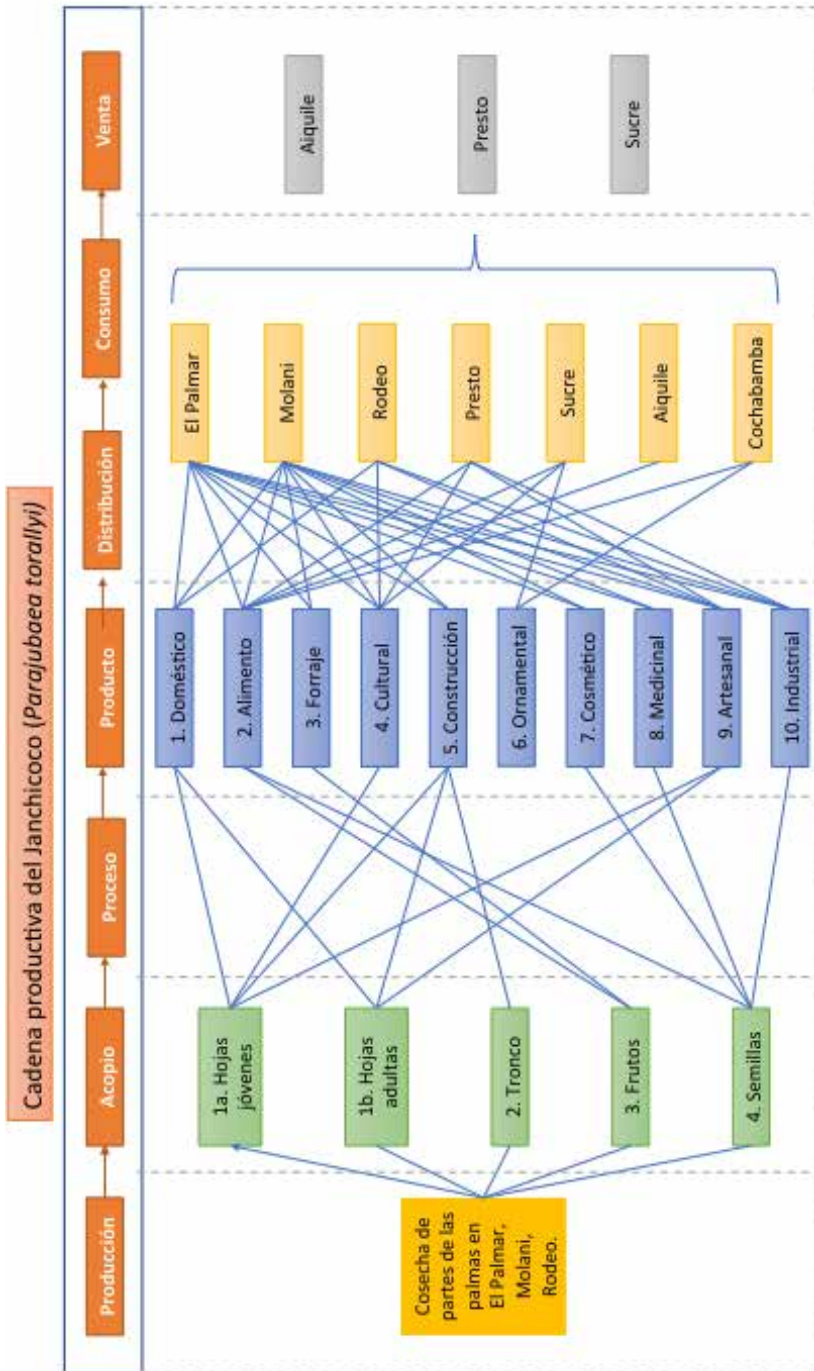 Cadena productiva del Janchicoco (Parajubaea torallyi)
Producción
Acopio
Proceso
Producto
Distribución
Consumo
Venta
Cosecha de
partes de las
palmas en
El Palmar,
Molani,
Rodeo.
1a. Hojas
jóvenes
1b. Hojas
adultas
2. Tronco
3. Frutos
4. Semillas
1. Doméstico
2. Alimento
3. Forraje
4. Cultural
5. Construcción
6. Ornamental
7. Cosmético
8. Medicinal
9. Artesanal
10. Industrial
El Palmar
Molani
Rodeo
Presto
Sucre
Aiquile
Cochabamba
Aiquile
Presto
Sucre